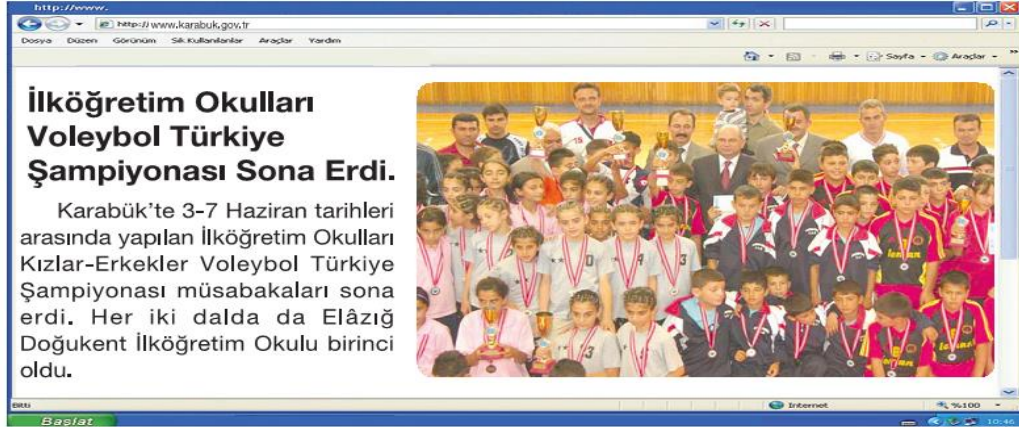 http://www.
http://www.karabuk.gov.tr
Dosya Düzen Görünüm Sık Kullanılanlar Araçlar Yardım
Sayfa Araçlar
İlköğretim Okulları
Voleybol Türkiye
Şampiyonası Sona Erdi.
Karabük’te 3-7 Haziran tarihleri
arasında yapılan İlköğretim Okulları
Kızlar-Erkekler Voleybol Türkiye
Şampiyonası müsabakaları sona
erdi. Her iki dalda da Elâzığ
Doğukent İlköğretim Okulu birinci
oldu.
Bitti Internet %100
Başlat 10:46